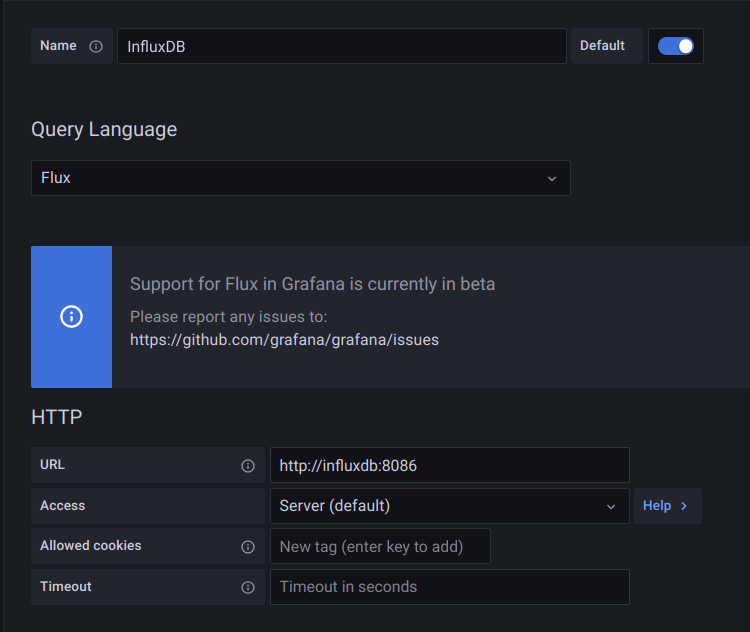 Name InfluxDB Default
Query Language
Flux
Support for Flux in Grafana is currently in beta
Please report any issues to:
https://github.com/grafana/grafana/issues
HTTP
URL http://influxdb:8086
Access Server (default) Help
Allowed cookies New tag (enter key to add)
Timeout Timeout in seconds